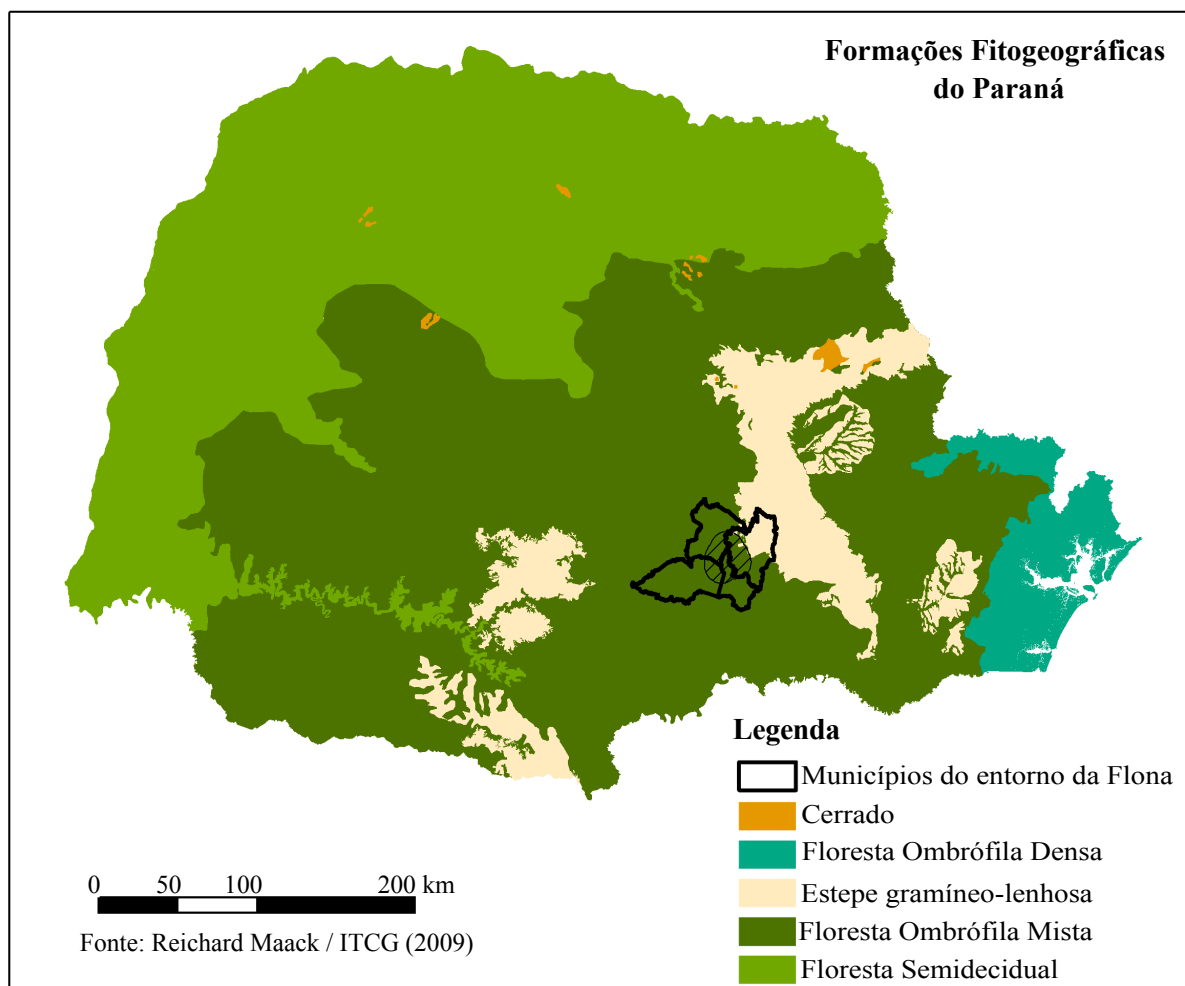 Formações Fitogeográficas
do Paraná
Legenda
Municípios do entorno da Flona
Cerrado
Floresta Ombrófila Densa
Estepe gramíneo-lenhosa
Floresta Ombrófila Mista
Floresta Semidecidual
0 50 100 200 km
Fonte: Reichard Maack / ITCG (2009)